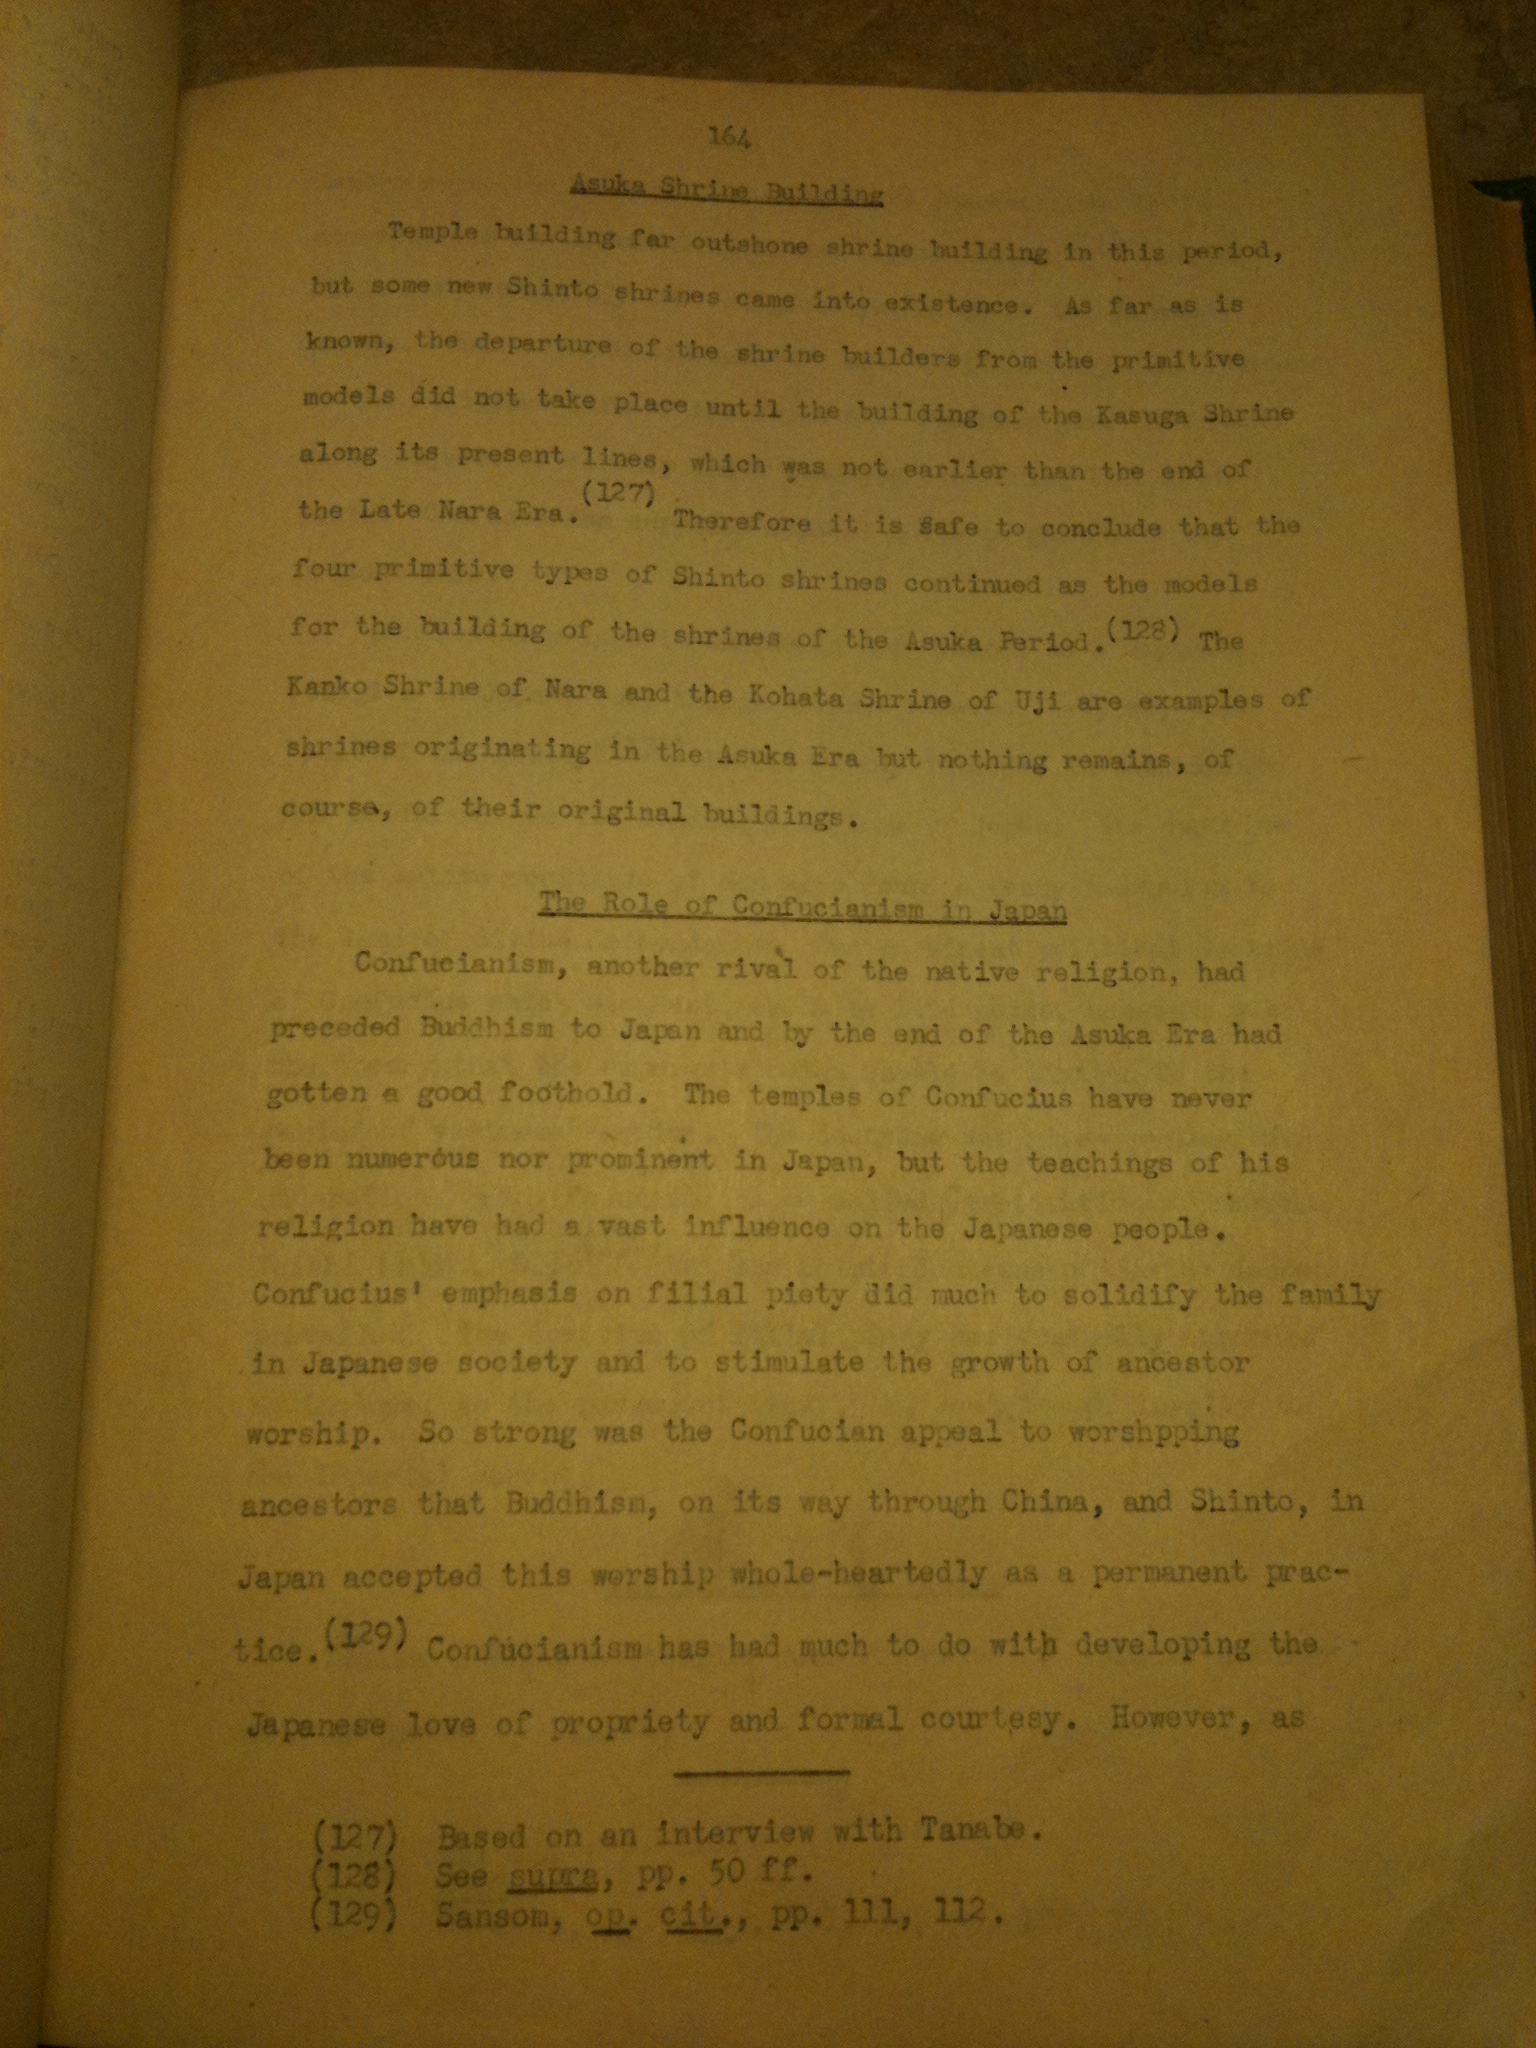 164
Asuka Shrine Building
Temple building far outshone shrine building in this period,
but some new Shinto shrines came into existence. As far as is
known, the departure of the shrine builders from the primitive
models did not take place until the building of the Kasuga Shrine
along its present lines, which was not earlier than the end of
the Late Nara Era.(127) Therefore it is safe to conclude that the
four primitive types of Shinto shrines continued as the models
for the building of the shrines of the Asuka Period.(128) The
Kanko Shrine of Nara and the Kohata Shrine of Uji are examples of
shrines originating in the Asuka Era but nothing remains, of
course, of their original buildings.
The Role of Confucianism in Japan
Confucianism, another rival of the native religion, had
preceded Buddhism to Japan and by the end of the Asuka Era had
gotten a good foothold. The temples of Confucius have never
been numerous nor prominent in Japan, but the teachings of his
religion have had a vast influence on the Japanese people.
Confucius' emphasis on filial piety did much to solidify the family
in Japanese society and to stimulate the growth of ancestor
worship. So strong was the Confucian appeal to worshpping
ancestors that Buddhism, on its way through China, and Shinto, in
Japan accepted this worship whole-heartedly as a permanent prac-
tice.(129) Confucianism has had much to do with developing the
Japanese love of propriety and formal courtesy. However, as
(127) Based on an interview with Tanabe.
(128) See supra, pp. 50 ff.
(129) Sansom, op. cit., pp. 111, 112.